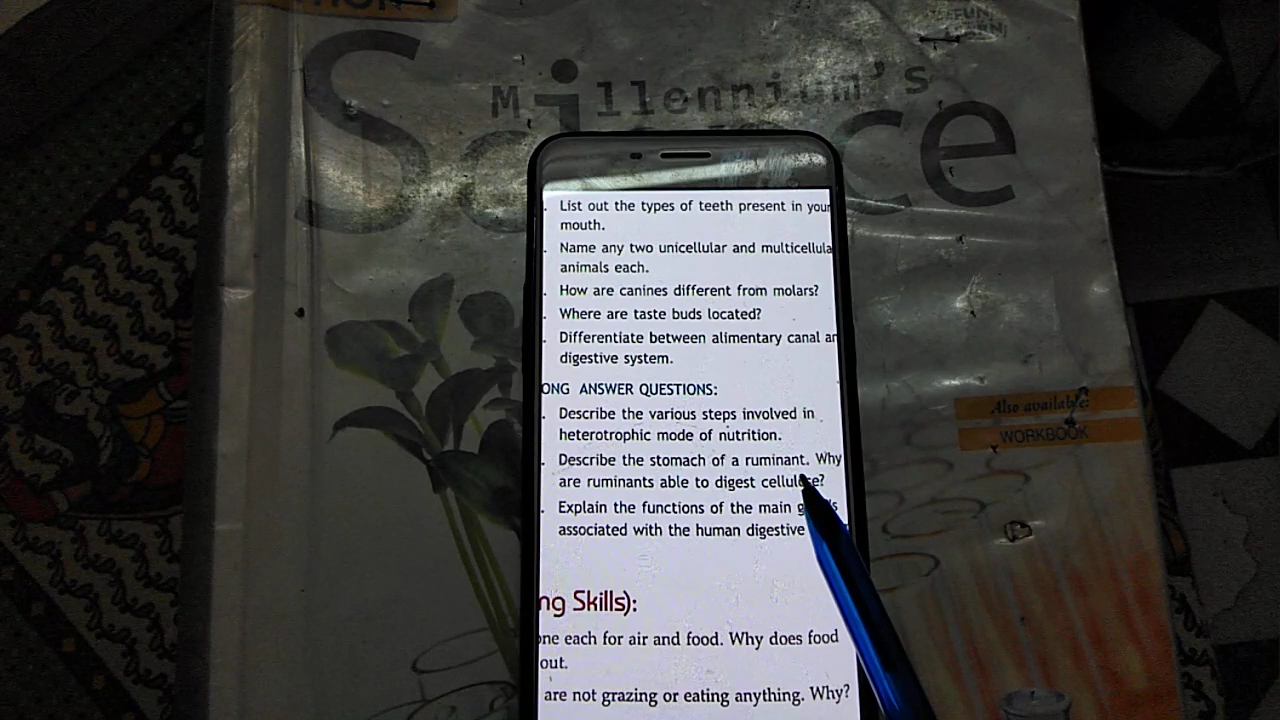 Millennium's
Science
. List out the types of teeth present in your
mouth.
. Name any two unicellular and multicellula
animals each.
. How are canines different from molars?
. Where are taste buds located?
. Differentiate between alimentary canal an
digestive system.
ONG ANSWER QUESTIONS:
. Describe the various steps involved in
heterotrophic mode of nutrition.
. Describe the stomach of a ruminant. Why
are ruminants able to digest cellulose?
. Explain the functions of the main
associated with the human digestive
ng Skills):
one each for air and food. Why does food
out.
are not grazing or eating anything. Why?
Also available:
WORKBOOK